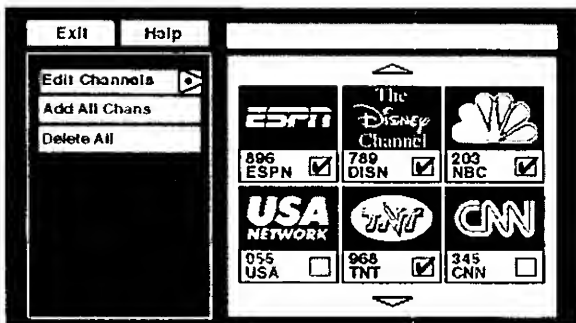 Exit Help
Edit Channels
Add All Chans
Delete All
ESPN
The
Disney
Channel
896
ESPN
789
DISN
203
NBC
USA
NETWORK
TNT
CNN
055
USA
968
TNT
345
CNN